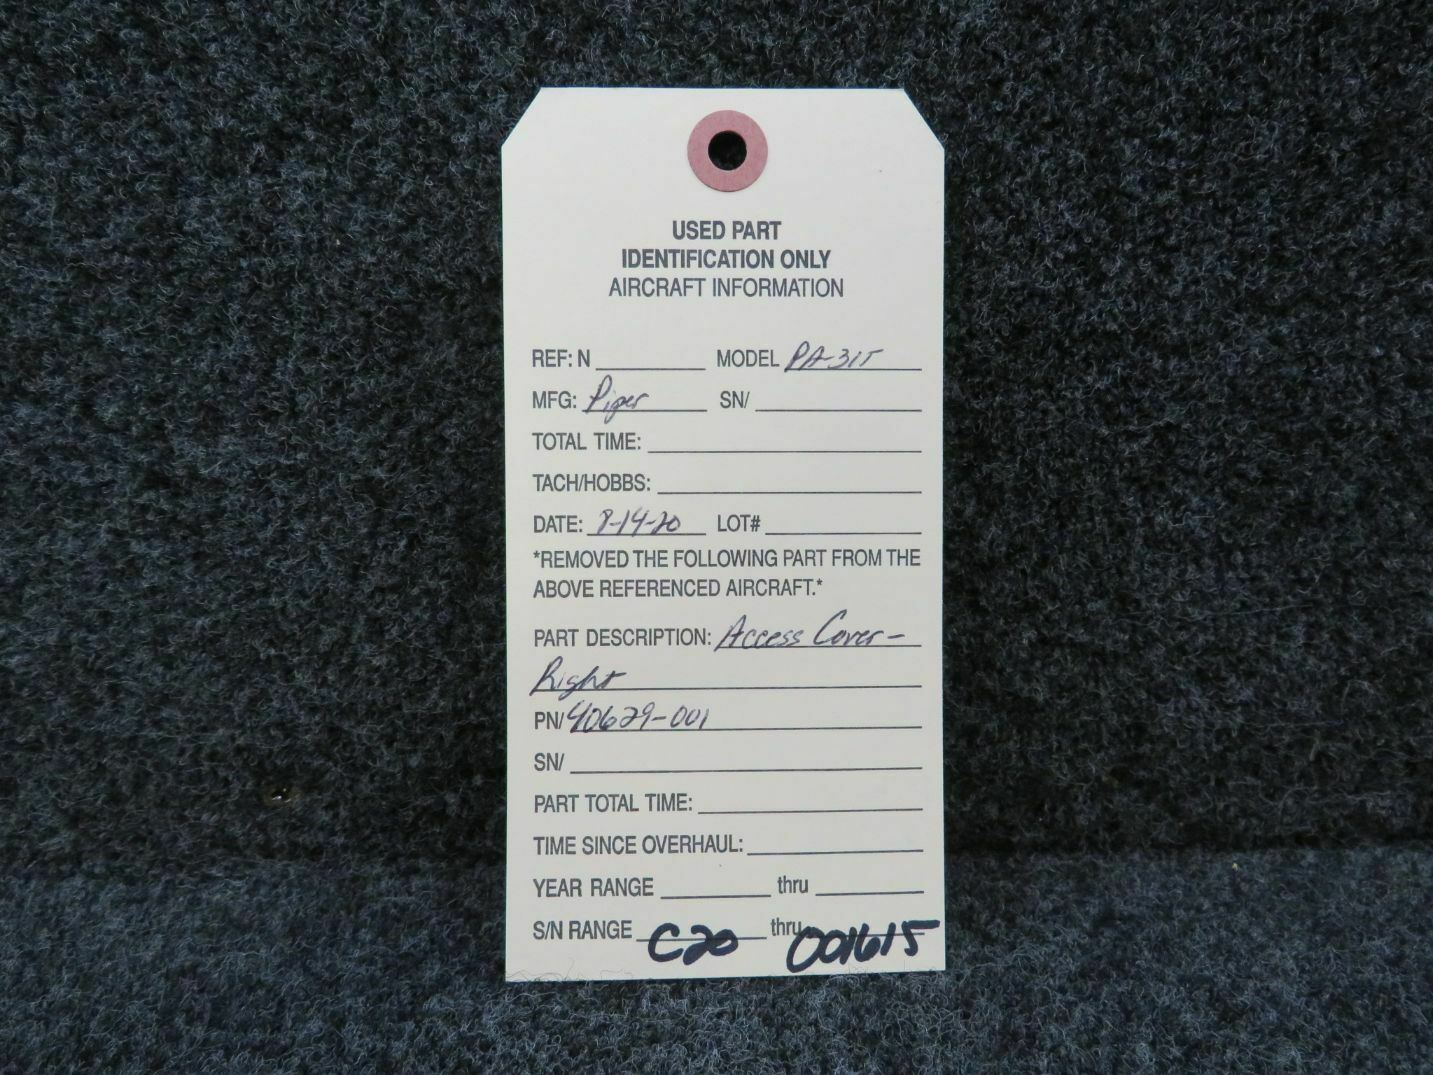 USED PART
IDENTIFICATION ONLY
AIRCRAFT INFORMATION
REF: N MODEL PA-31T
MFG: Piper SN/
TOTAL TIME:
TACH/HOBBS:
DATE: 8-14-20 LOT#
*REMOVED THE FOLLOWING PART FROM THE
ABOVE REFERENCED AIRCRAFT.*
PART DESCRIPTION: Access Cover-
Right
PN/ 40629-001
SN/
PART TOTAL TIME:
TIME SINCE OVERHAUL:
YEAR RANGE thru
S/N RANGE C20 thru 001615